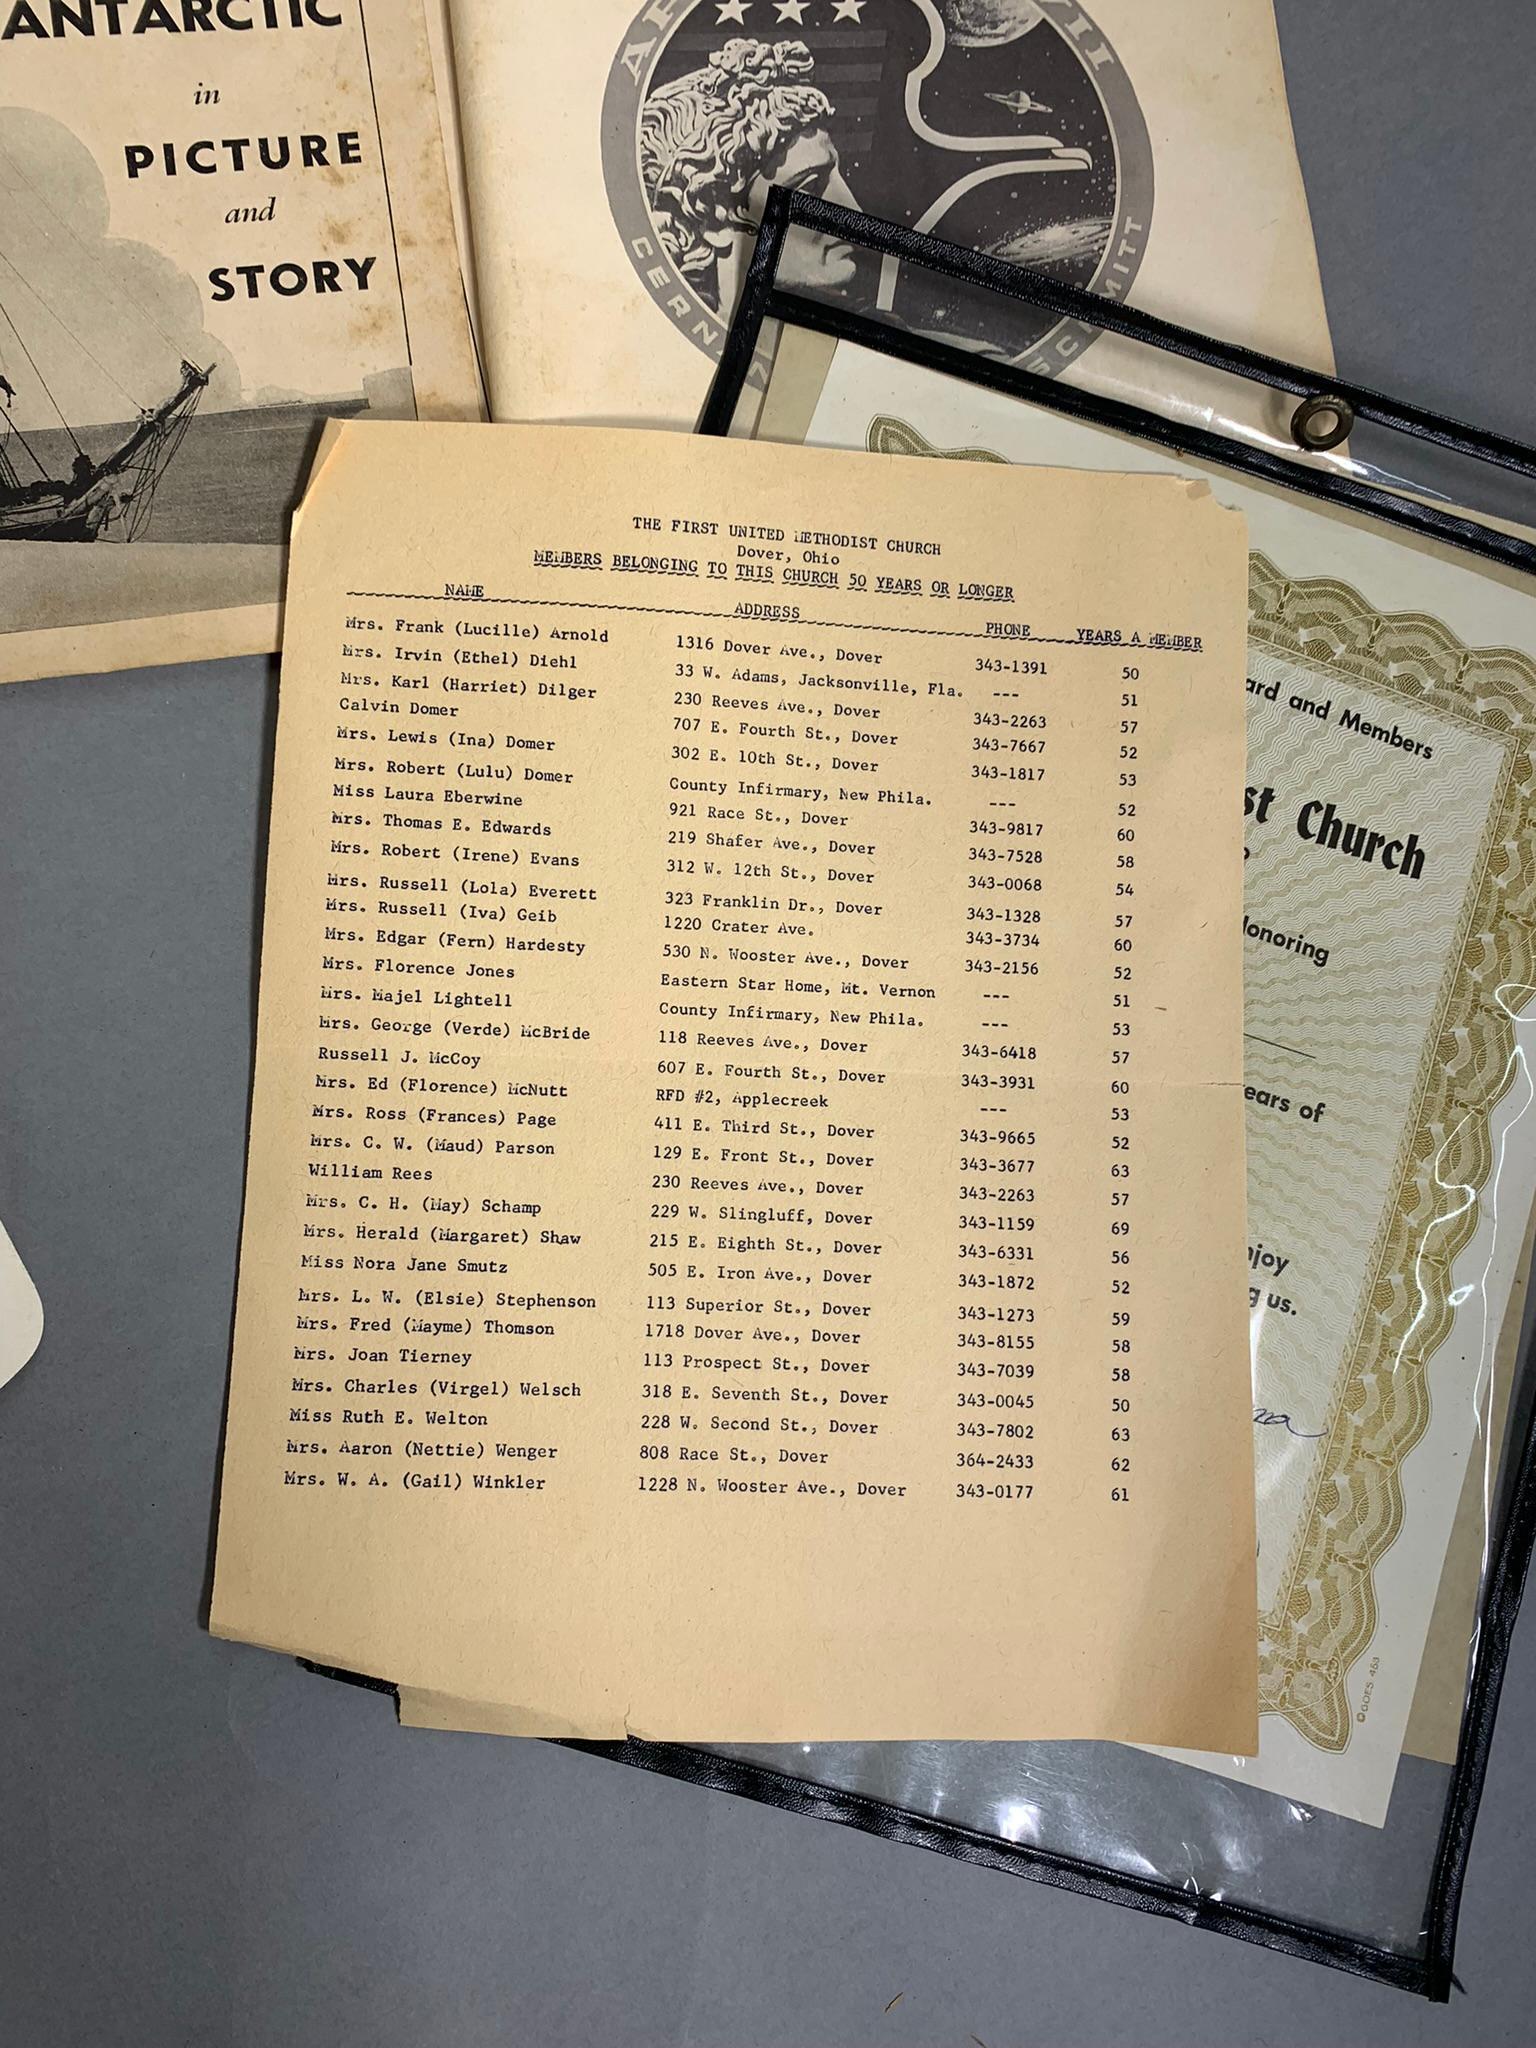 ANTARCTIC
in
PICTURE
and
STORY
VII
CERN
SCHMITT
THE FIRST UNITED METHODIST CHURCH
Dover, Ohio
MEMBERS BELONGING TO THIS CHURCH 50 YEARS OR LONGER
NAME ADDRESS PHONE YEARS A MEMBER
Mrs. Frank (Lucille) Arnold 1316 Dover Ave., Dover 343-1391 50
Mrs. Irvin (Ethel) Diehl 33 W. Adams, Jacksonville, Fla. --- 51
Mrs. Karl (Harriet) Dilger 230 Reeves Ave., Dover 343-2263 57
Calvin Domer 707 E. Fourth St., Dover 343-7667 52
Mrs. Lewis (Ina) Domer 302 E. 10th St., Dover 343-1817 53
Mrs. Robert (Lulu) Domer County Infirmary, New Phila. --- 52
Miss Laura Eberwine 921 Race St., Dover 343-9817 60
Mrs. Thomas E. Edwards 219 Shafer Ave., Dover 343-7528 58
Mrs. Robert (Irene) Evans 312 W. 12th St., Dover 343-0068 54
Mrs. Russell (Lola) Everett 323 Franklin Dr., Dover 343-1328 57
Mrs. Russell (Iva) Geib 1220 Crater Ave. 343-3734 60
Mrs. Edgar (Fern) Hardesty 530 N. Wooster Ave., Dover 343-2156 52
Mrs. Florence Jones Eastern Star Home, Mt. Vernon --- 51
Mrs. Majel Lightell County Infirmary, New Phila. --- 53
Mrs. George (Verde) McBride 118 Reeves Ave., Dover 343-6418 57
Russell J. McCoy 607 E. Fourth St., Dover 343-3931 60
Mrs. Ed (Florence) McNutt RFD #2, Applecreek --- 53
Mrs. Ross (Frances) Page 411 E. Third St., Dover 343-9665 52
Mrs. C. W. (Maud) Parson 129 E. Front St., Dover 343-3677 63
William Rees 230 Reeves Ave., Dover 343-2263 57
Mrs. C. H. (May) Schamp 229 W. Slingluff, Dover 343-1159 69
Mrs. Herald (Margaret) Shaw 215 E. Eighth St., Dover 343-6331 56
Miss Nora Jane Smutz 505 E. Iron Ave., Dover 343-1872 52
Mrs. L. W. (Elsie) Stephenson 113 Superior St., Dover 343-1273 59
Mrs. Fred (Mayme) Thomson 1718 Dover Ave., Dover 343-8155 58
Mrs. Joan Tierney 113 Prospect St., Dover 343-7039 58
Mrs. Charles (Virgel) Welsch 318 E. Seventh St., Dover 343-0045 50
Miss Ruth E. Welton 228 W. Second St., Dover 343-7802 63
Mrs. Aaron (Nettie) Wenger 808 Race St., Dover 364-2433 62
Mrs. W. A. (Gail) Winkler 1228 N. Wooster Ave., Dover 343-0177 61
ard and Members
st Church
onoring
ears of
njoy
g us.
©GOES 453